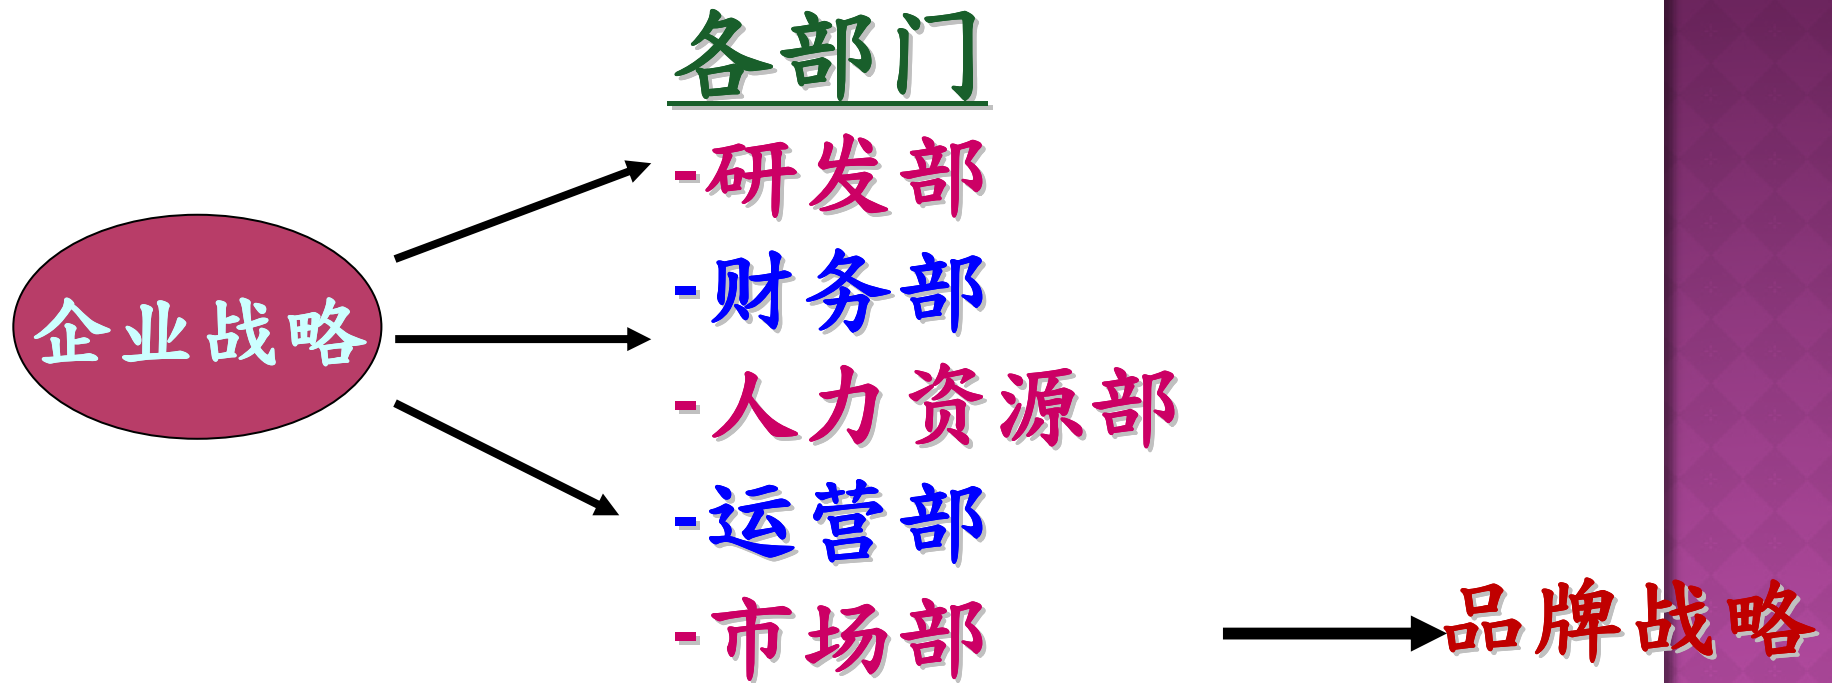 各部门
-研发部
-财务部
企业战略
-人力资源部
-运营部
-市场部
品牌战略